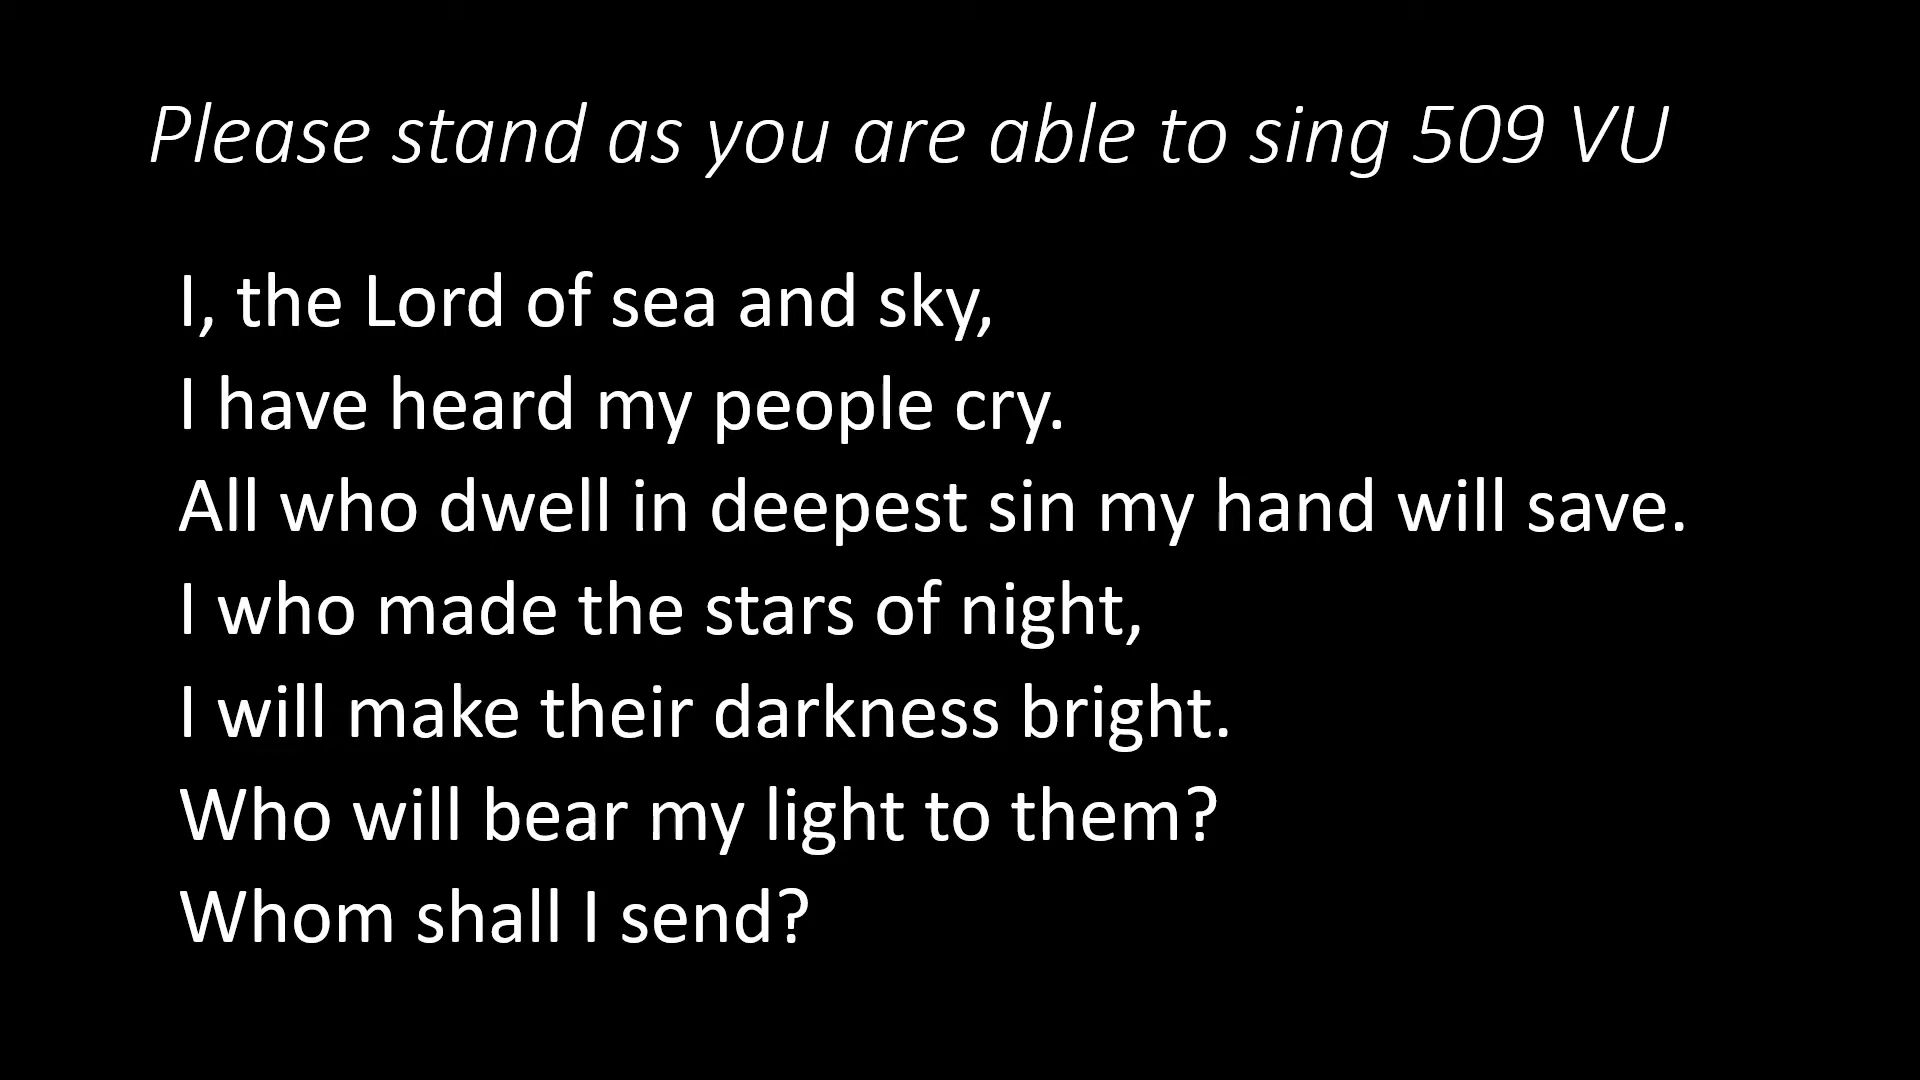 Please stand as you are able to sing 509 VU
I, the Lord of sea and sky,
I have heard my people cry.
All who dwell in deepest sin my hand will save.
I who made the stars of night,
I will make their darkness bright.
Who will bear my light to them?
Whom shall I send?